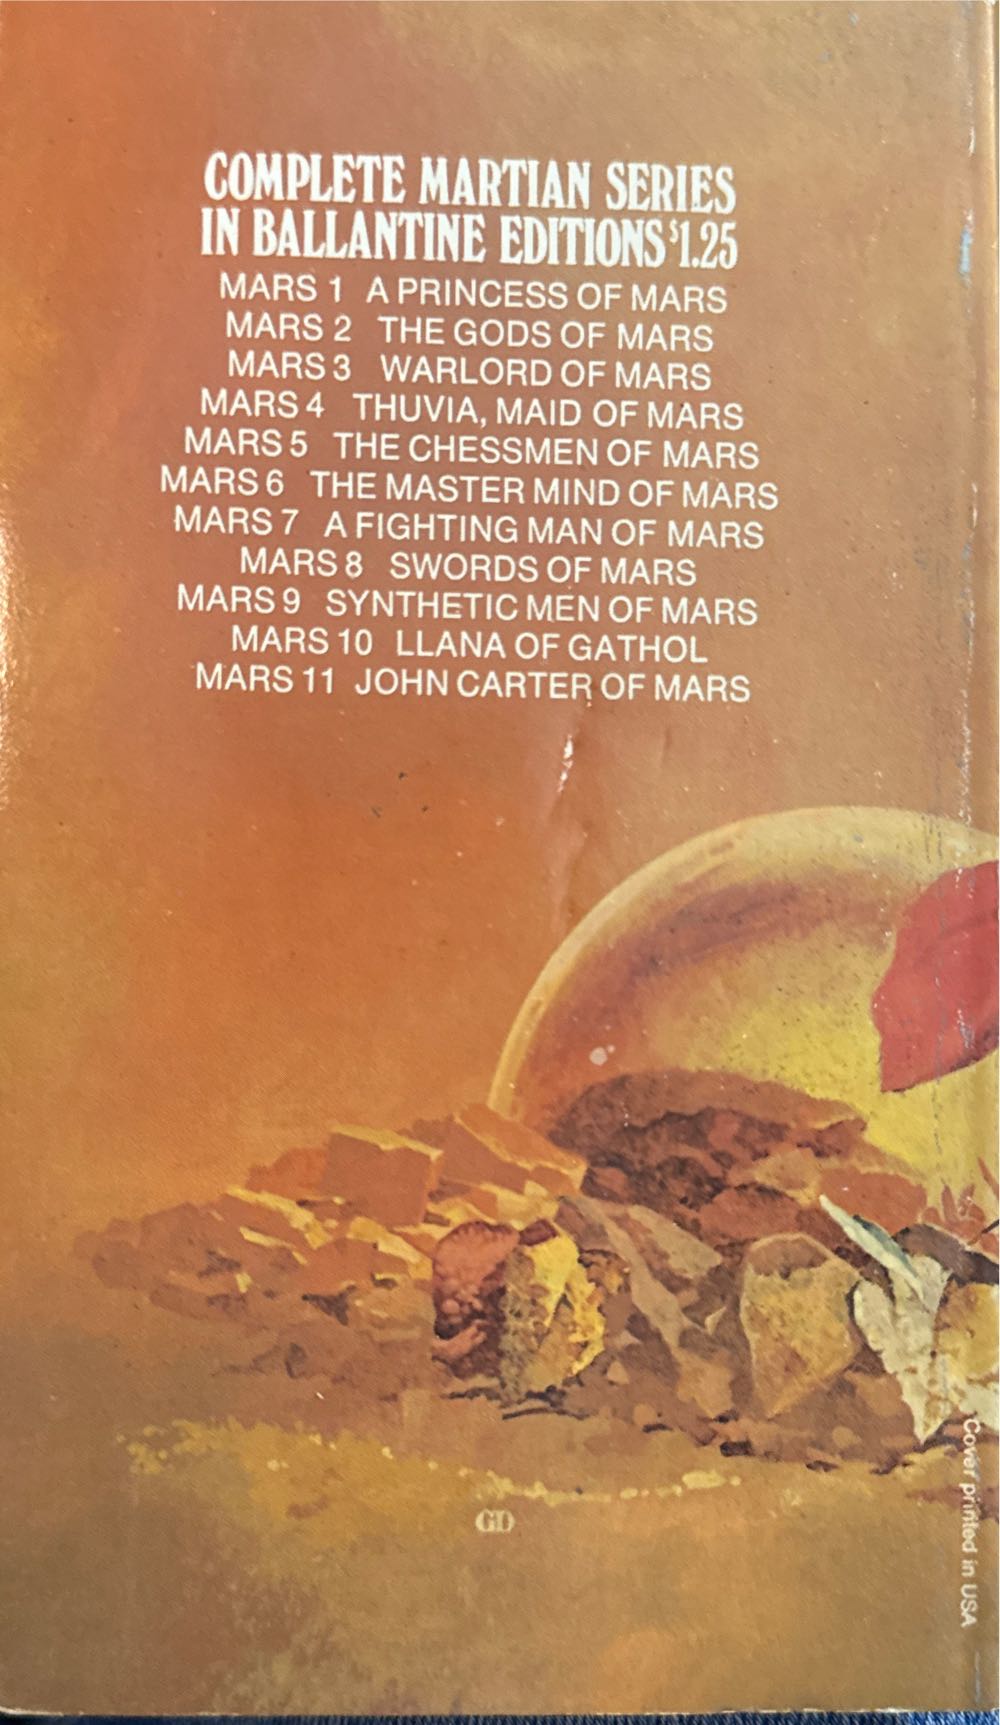 COMPLETE MARTIAN SERIES
IN BALLANTINE EDITIONS $1.25
MARS 1 A PRINCESS OF MARS
MARS 2 THE GODS OF MARS
MARS 3 WARLORD OF MARS
MARS 4 THUVIA, MAID OF MARS
MARS 5 THE CHESSMEN OF MARS
MARS 6 THE MASTER MIND OF MARS
MARS 7 A FIGHTING MAN OF MARS
MARS 8 SWORDS OF MARS
MARS 9 SYNTHETIC MEN OF MARS
MARS 10 LLANA OF GATHOL
MARS 11 JOHN CARTER OF MARS
GD
Cover printed in USA